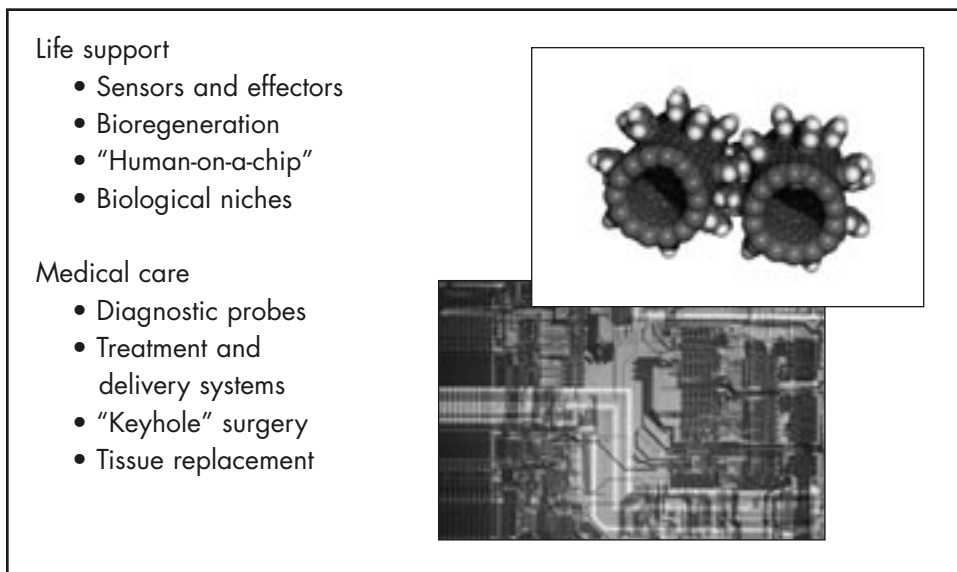 Life support
• Sensors and effectors
• Bioregeneration
• “Human-on-a-chip”
• Biological niches
Medical care
• Diagnostic probes
• Treatment and
delivery systems
• “Keyhole” surgery
• Tissue replacement